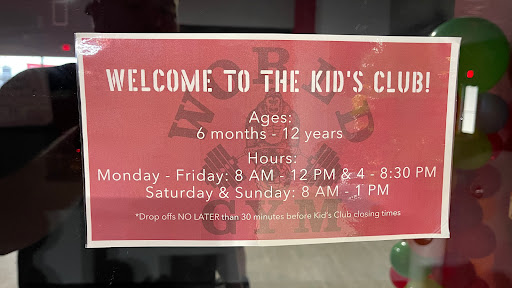 WELCOME TO THE KID'S CLUB!
WORLD
Ages:
6 months - 12 years
Hours:
Monday - Friday: 8 AM - 12 PM & 4 - 8:30 PM
Saturday & Sunday: 8 AM - 1 PM
GYM
*Drop offs NO LATER than 30 minutes before Kid's Club closing times